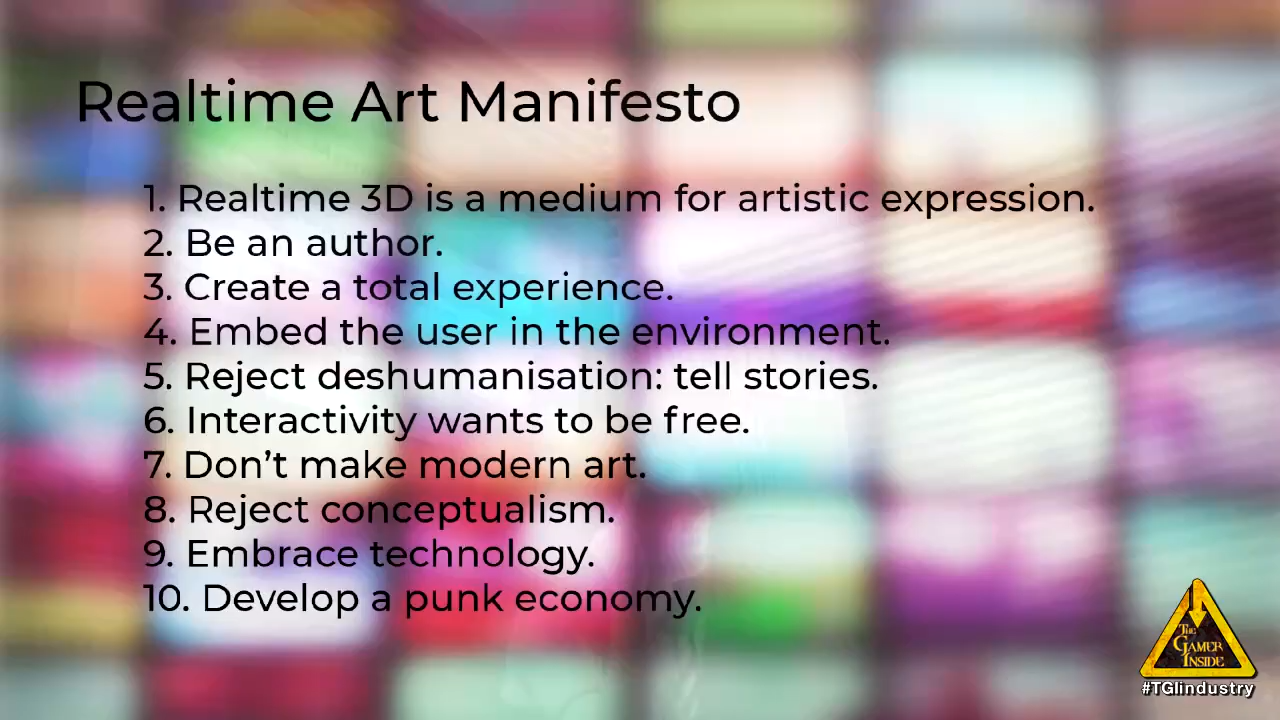 Realtime Art Manifesto
1. Realtime 3D is a medium for artistic expression.
2. Be an author.
3. Create a total experience.
4. Embed the user in the environment.
5. Reject deshumanisation: tell stories.
6. Interactivity wants to be free.
7. Don’t make modern art.
8. Reject conceptualism.
9. Embrace technology.
10. Develop a punk economy.
The
Gamer
Inside
#TGIindustry